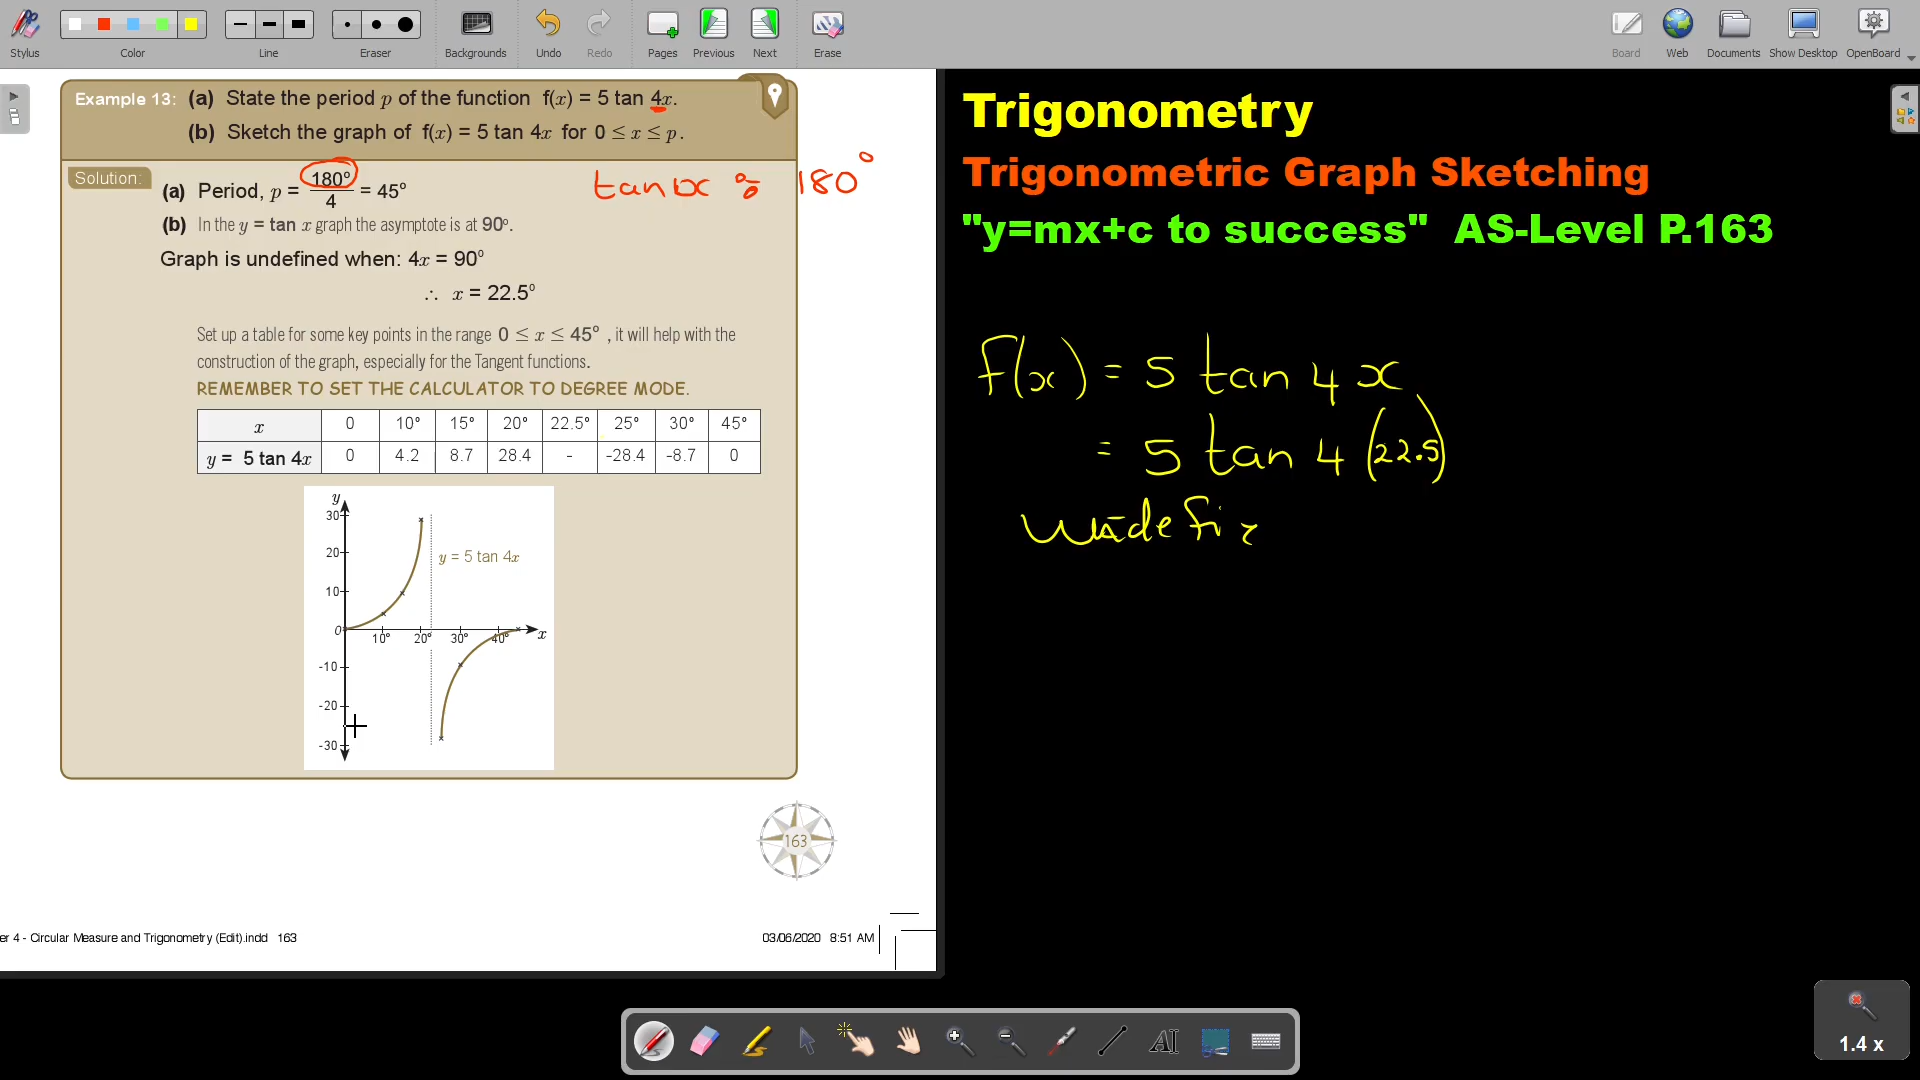 Stylus Color Line Eraser Backgrounds Undo Redo Pages Previous Next Erase Board Web Documents Show Desktop OpenBoard
Example 13: (a) State the period p of the function f(x) = 5 tan 4x.
(b) Sketch the graph of f(x) = 5 tan 4x for 0 ≤ x ≤ p.
Solution:
(a) Period, p = 180°/4 = 45°
tan 1x % 180°
(b) In the y = tan x graph the asymptote is at 90°.
Graph is undefined when: 4x = 90°
∴ x = 22.5°
Set up a table for some key points in the range 0 ≤ x ≤ 45°, it will help with the
construction of the graph, especially for the Tangent functions.
REMEMBER TO SET THE CALCULATOR TO DEGREE MODE.
x 0 10° 15° 20° 22.5° 25° 30° 45°
y = 5 tan 4x 0 4.2 8.7 28.4 - -28.4 -8.7 0
y
30
20
y = 5 tan 4x
10
0
10° 20° 30° 40° x
-10
-20
-30
163
er 4 - Circular Measure and Trigonometry (Edit).indd 163
03/06/2020 8:51 AM
Trigonometry
Trigonometric Graph Sketching
"y=mx+c to success" AS-Level P.163
f(x) = 5 tan 4x
= 5 tan 4(22.5)
AI
1.4 x